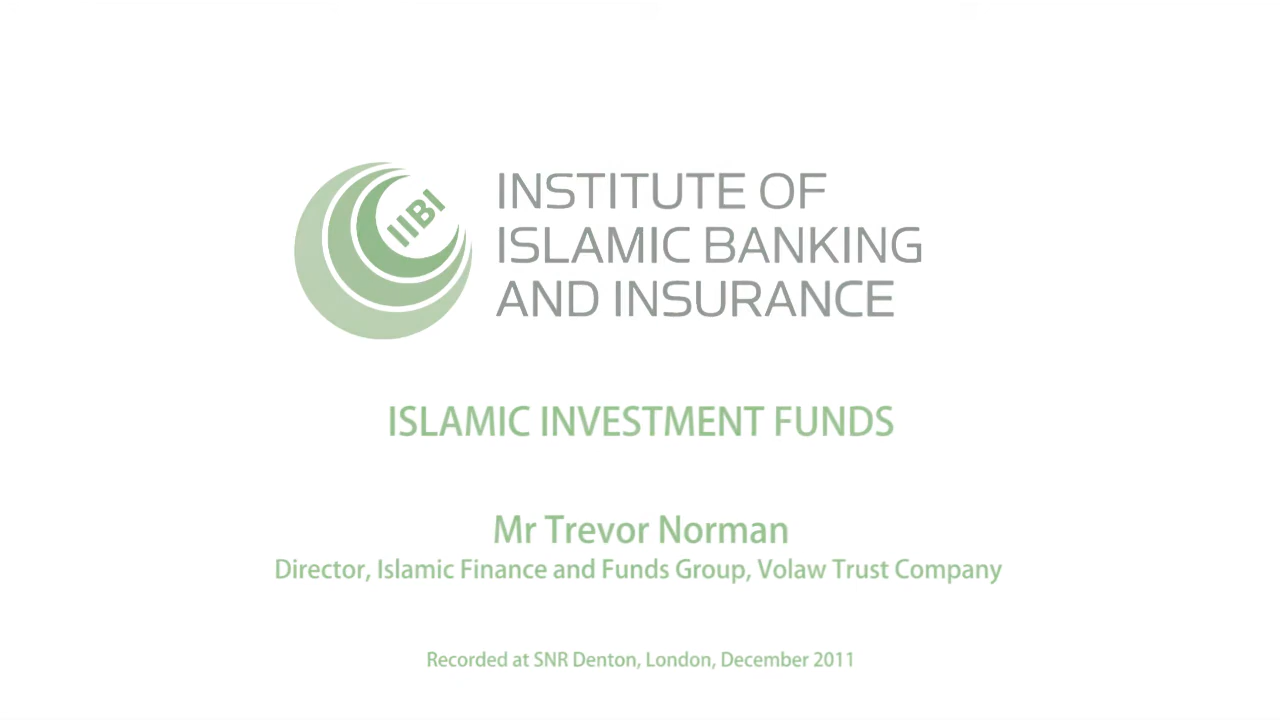 IIBI
INSTITUTE OF
ISLAMIC BANKING
AND INSURANCE
ISLAMIC INVESTMENT FUNDS
Mr Trevor Norman
Director, Islamic Finance and Funds Group, Volaw Trust Company
Recorded at SNR Denton, London, December 2011